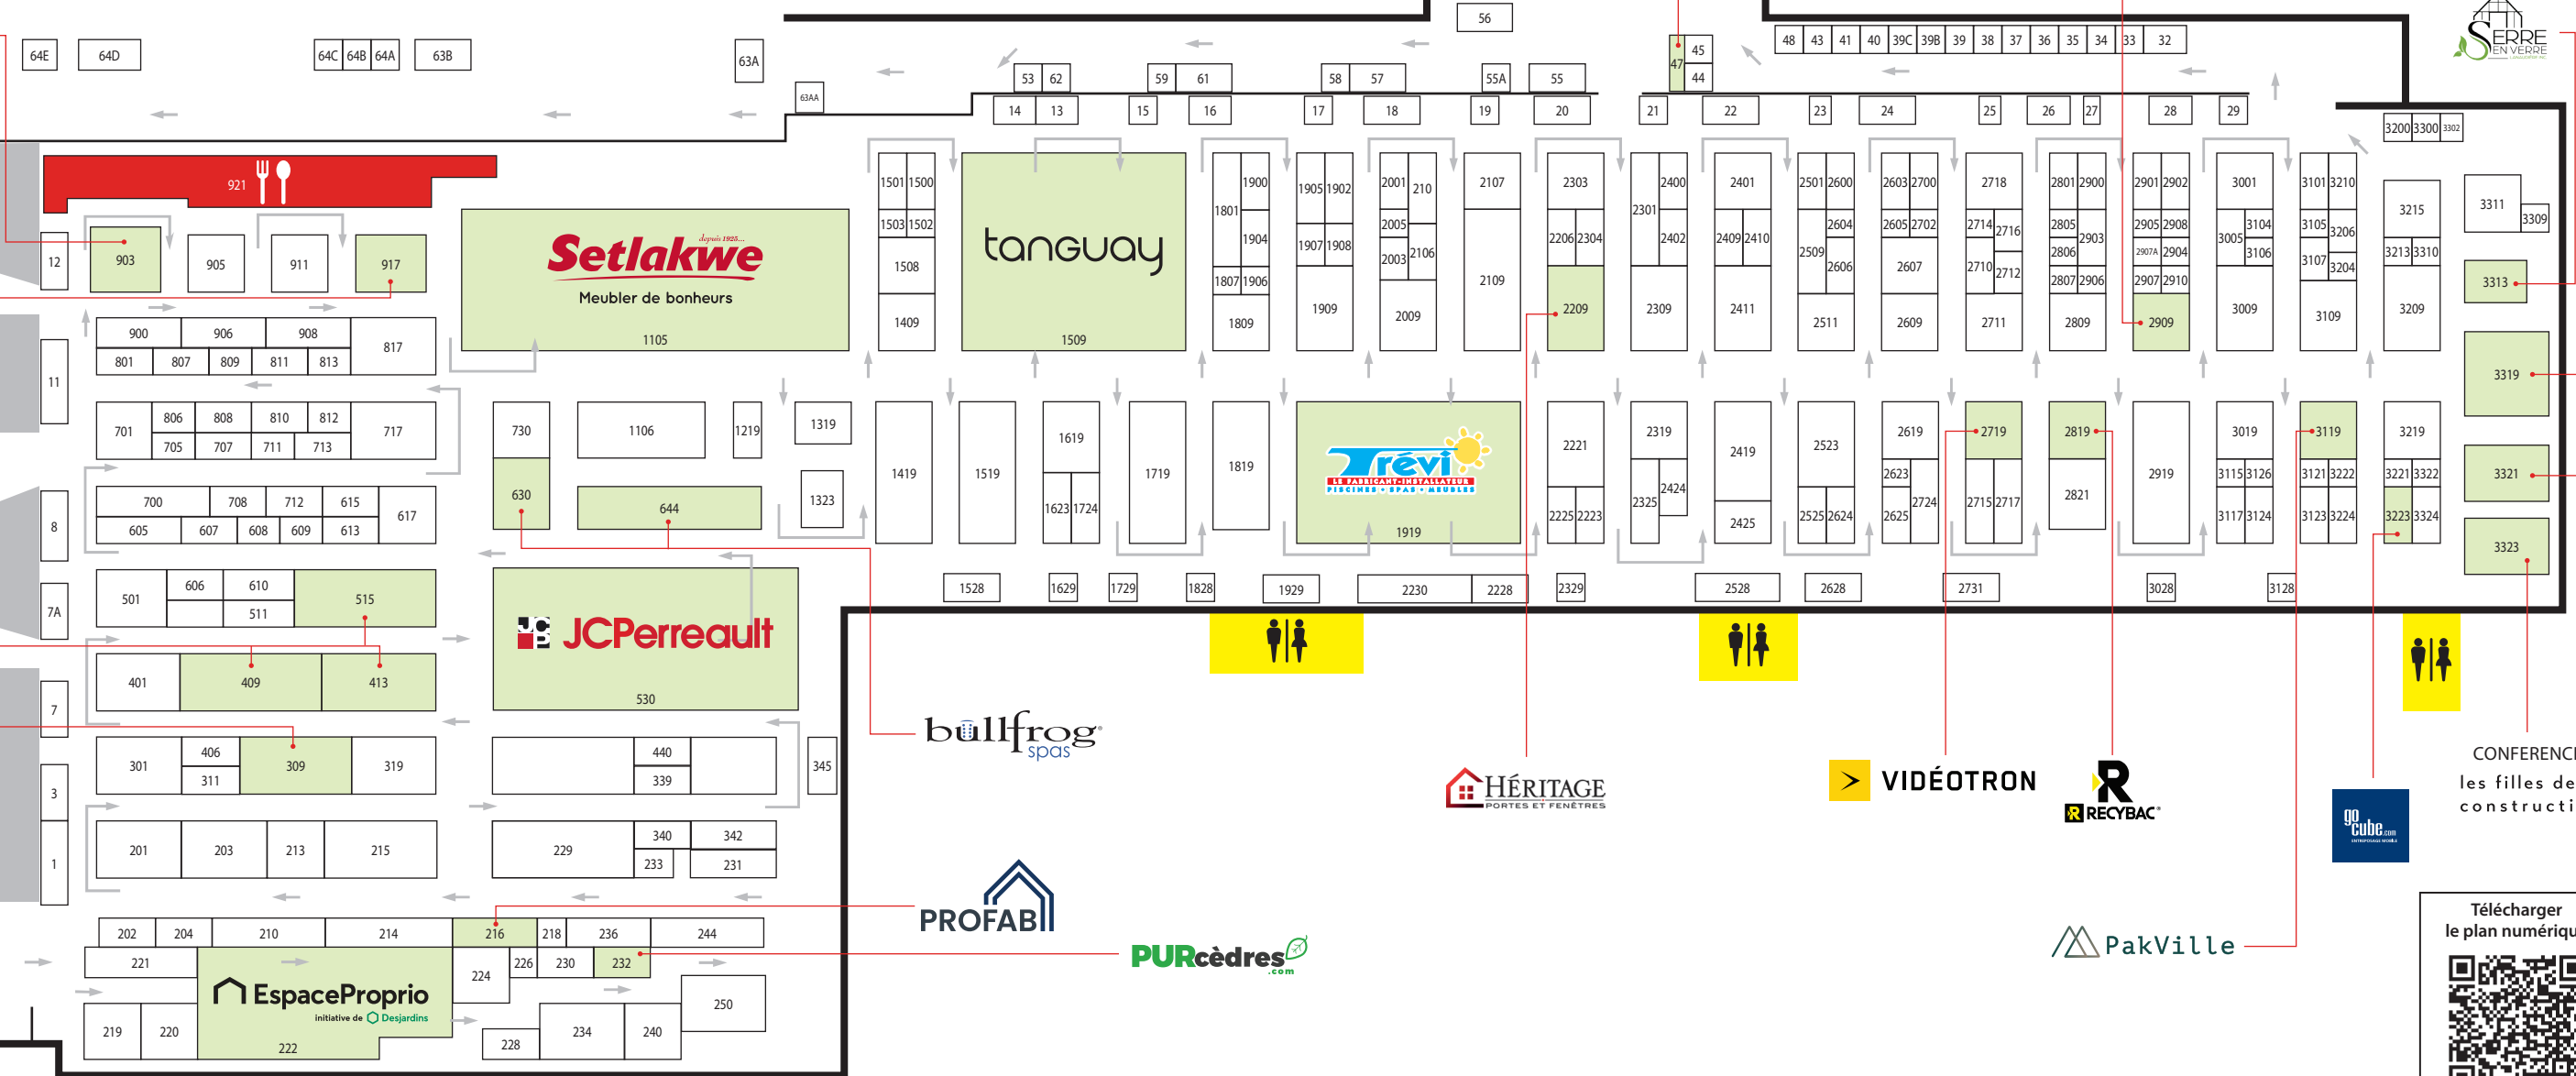 56
SERRE
EN VERRE
48 43 41 40 39C 39B 39 38 37 36 35 34 33 32
64E 64D 64C 64B 64A 63B 63A
45
47
44
53 62 59 61 58 57 55A 55
63AA
14 13 15 16 17 18 19 20 21 22 23 24 25 26 27 28 29
3200 3300 3302
921
1501 1500
1503 1502
1508
1409
tanguay
1509
1801 1900
1904
1807 1906
1809
1905 1902
1907 1908
1909
2001 210
2005
2003 2106
2009
2107
2109
2303
2206 2304
2209
2301 2400
2402
2309
2401
2409 2410
2411
2501 2600
2604
2509
2606
2511
2603 2700
2605 2702
2607
2609
2718
2714 2716
2710 2712
2711
2801 2900
2805
2903
2806
2807 2906
2809
2901 2902
2905 2908
2907A 2904
2907 2910
2909
3001
3005 3104
3106
3009
3101 3210
3105 3206
3107 3204
3109
3215
3213 3310
3209
3311
3309
3313
3319
3321
3323
12 903 905 911 917
depuis 1925...
Setlakwe
Meubler de bonheurs
1105
11
900 906 908
817
801 807 809 811 813
701
806 808 810 812
717
705 707 711 713
730 1106 1219 1319
630 644 1323
8
700 708 712 615
617
605 607 608 609 613
1419 1519
1619
1623 1724
1719 1819
Trévi
LE FABRICANT-INSTALLATEUR
PISCINES • SPAS • MEUBLES
1919
2221
2225 2223
2319
2325 2424
2419
2425
2523
2525 2624
2619
2623
2625 2724
2719
2715 2717
2819
2821
2919
3019
3115 3126
3117 3124
3119
3121 3222
3123 3224
3219
3221 3322
3223 3324
7A
501 606 610 515
511
JCPerreault
530
1528 1629 1729 1828 1929 2230 2228 2329 2528 2628 2731 3028 3128
401 409 413
7
301 406 309 319
311
440
339
345
3
1
201 203 213 215
229 340 342
233 231
202 204 210 214 216 218 236 244
221 224 226 230 232
EspaceProprio
initiative de Desjardins
219 220 222
228 234 240 250
bullfrog
spas
HÉRITAGE
PORTES ET FENÊTRES
VIDÉOTRON
R
RECYBAC
go
cube.com
CONFERENC
les filles de
constructi
PROFAB
PURcèdres
.com
PakVille
Télécharger
le plan numériqu